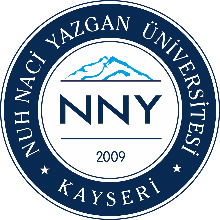 NUH NACİ YAZGAN ÜNİVERSİTESİ
NNY
2009
KAYSERİ